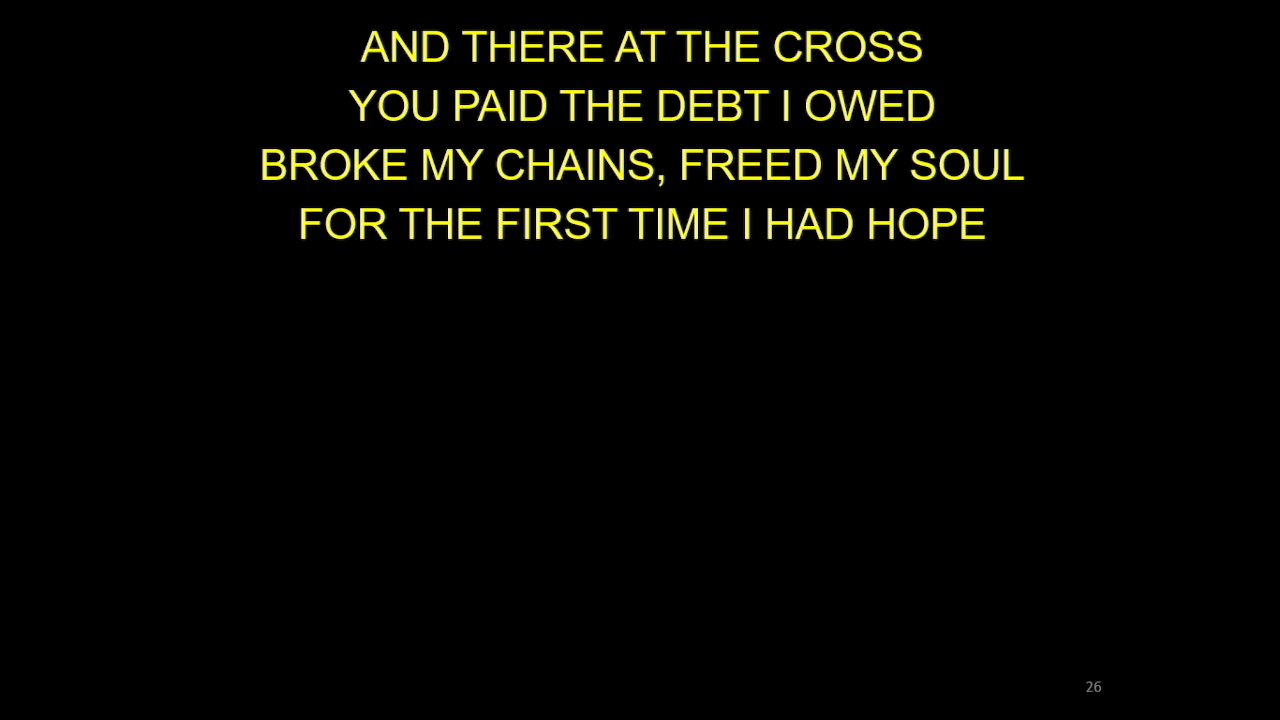 AND THERE AT THE CROSS
YOU PAID THE DEBT I OWED
BROKE MY CHAINS, FREED MY SOUL
FOR THE FIRST TIME I HAD HOPE
26